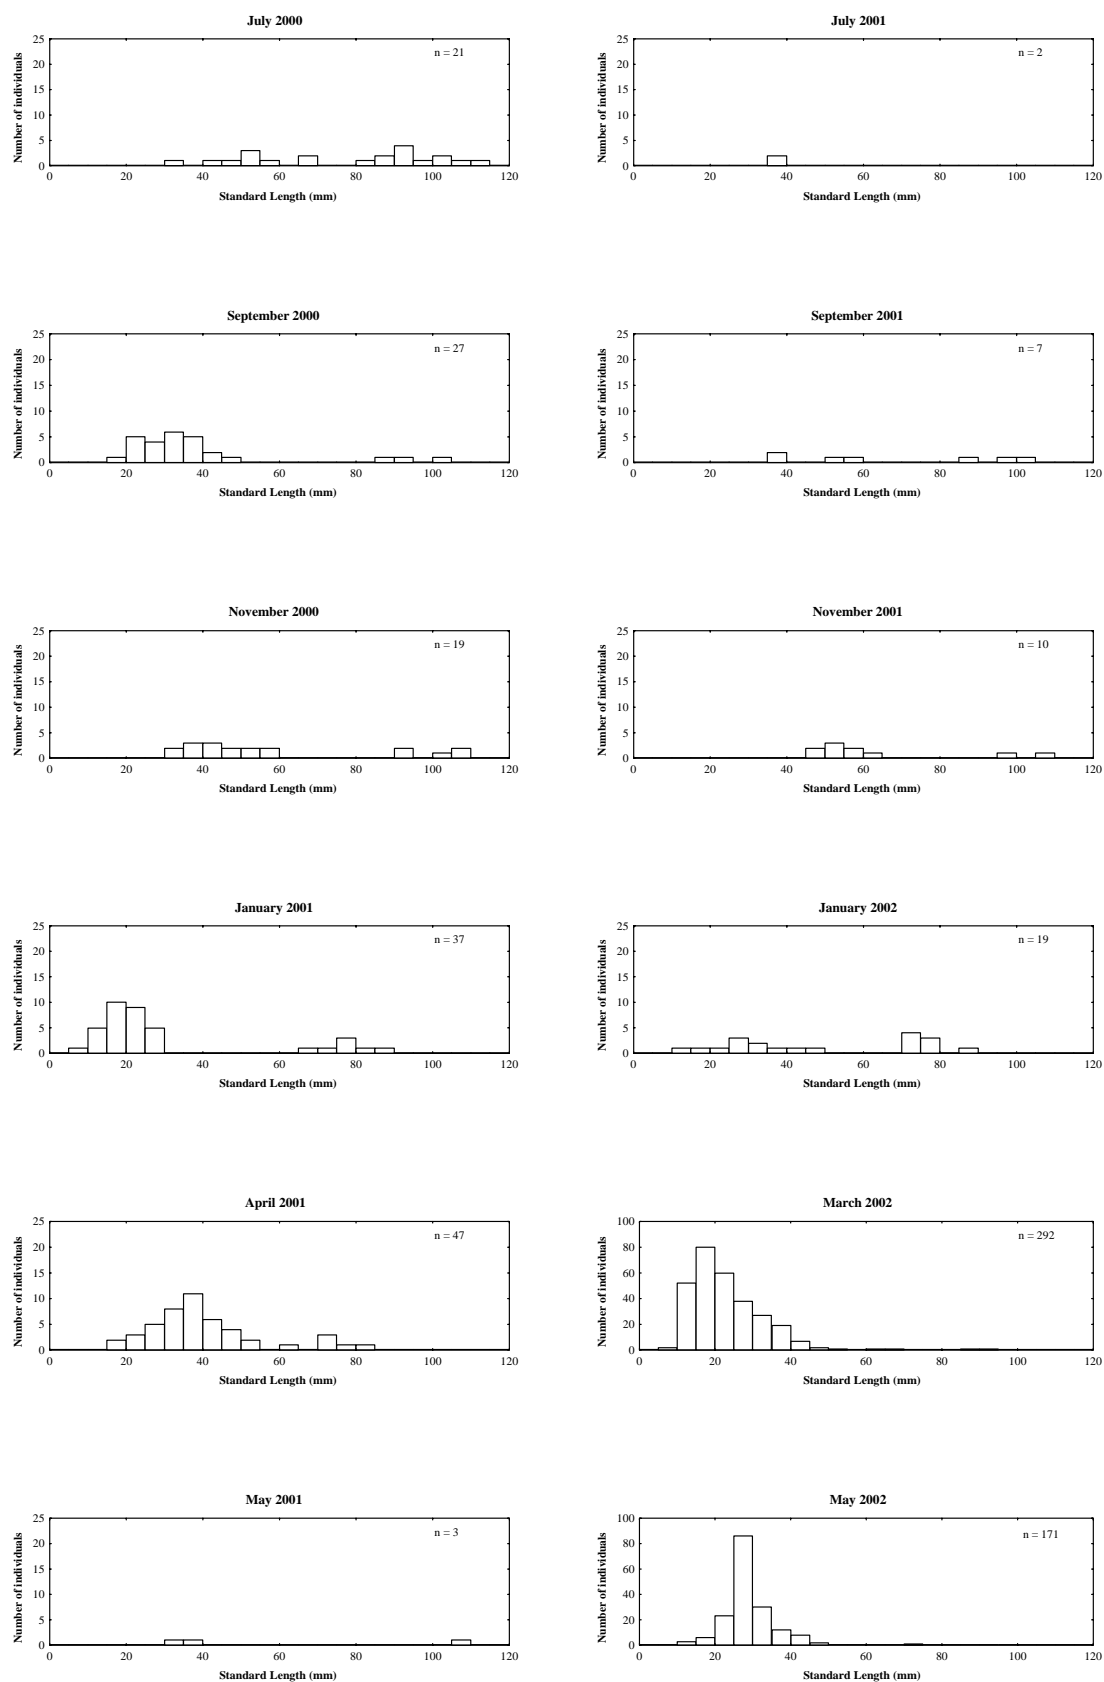 July 2000
Number of individuals
25
20
15
10
5
0
n = 21
0 20 40 60 80 100 120
Standard Length (mm)
July 2001
Number of individuals
25
20
15
10
5
0
n = 2
0 20 40 60 80 100 120
Standard Length (mm)
September 2000
Number of individuals
25
20
15
10
5
0
n = 27
0 20 40 60 80 100 120
Standard Length (mm)
September 2001
Number of individuals
25
20
15
10
5
0
n = 7
0 20 40 60 80 100 120
Standard Length (mm)
November 2000
Number of individuals
25
20
15
10
5
0
n = 19
0 20 40 60 80 100 120
Standard Length (mm)
November 2001
Number of individuals
25
20
15
10
5
0
n = 10
0 20 40 60 80 100 120
Standard Length (mm)
January 2001
Number of individuals
25
20
15
10
5
0
n = 37
0 20 40 60 80 100 120
Standard Length (mm)
January 2002
Number of individuals
25
20
15
10
5
0
n = 19
0 20 40 60 80 100 120
Standard Length (mm)
April 2001
Number of individuals
25
20
15
10
5
0
n = 47
0 20 40 60 80 100 120
Standard Length (mm)
March 2002
Number of individuals
100
80
60
40
20
0
n = 292
0 20 40 60 80 100 120
Standard Length (mm)
May 2001
Number of individuals
25
20
15
10
5
0
n = 3
0 20 40 60 80 100 120
Standard Length (mm)
May 2002
Number of individuals
100
80
60
40
20
0
n = 171
0 20 40 60 80 100 120
Standard Length (mm)